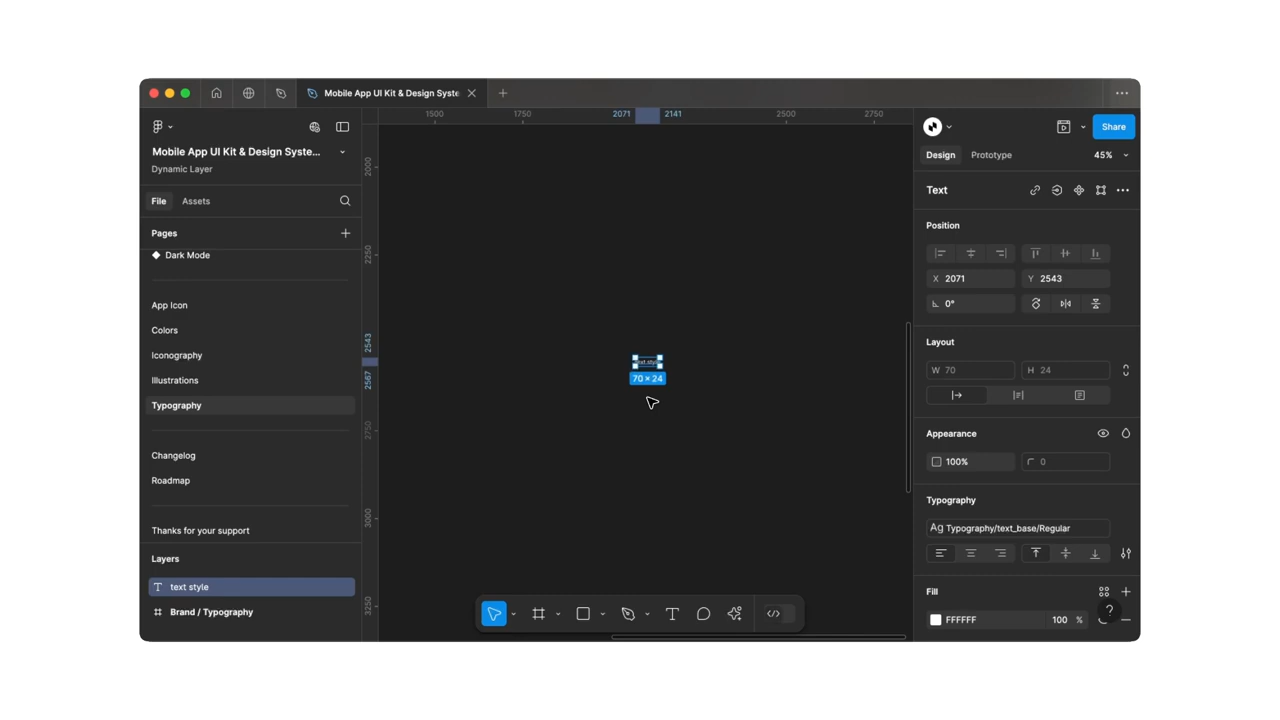 Mobile App UI Kit & Design Syste
1500 1750 2071 2141 2500 2750
Mobile App UI Kit & Design Syste...
Dynamic Layer
File Assets
Pages
Dark Mode
App Icon
Colors
Iconography
Illustrations
Typography
Changelog
Roadmap
Thanks for your support
Layers
text style
Brand / Typography
2000
2250
2543
2567
2750
3000
3250
text style
70 × 24
Share
Design Prototype 45%
Text
Position
X 2071 Y 2543
0°
Layout
W 70 H 24
Appearance
100% 0
Typography
Ag Typography/text_base/Regular
Fill
?
FFFFFF 100 %